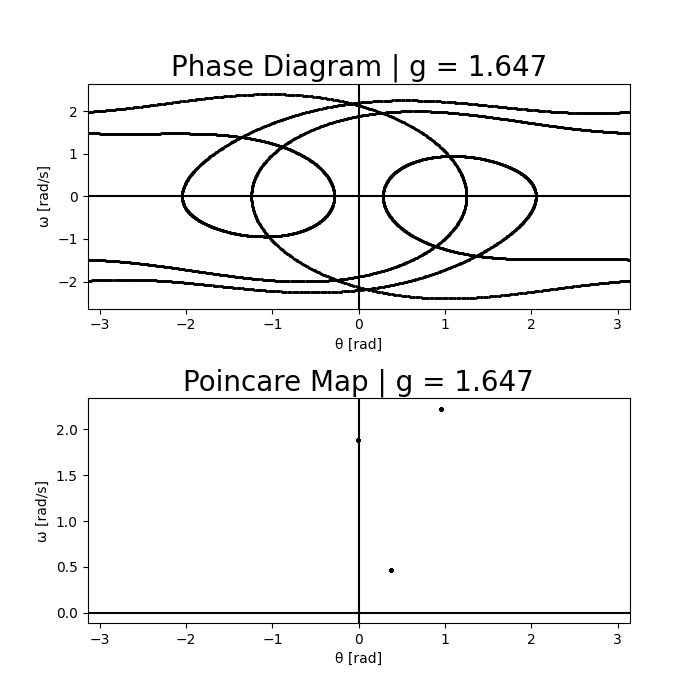 Phase Diagram | g = 1.647
2
1
0
−1
−2
ω [rad/s]
−3 −2 −1 0 1 2 3
θ [rad]
Poincare Map | g = 1.647
2.0
1.5
1.0
0.5
0.0
ω [rad/s]
−3 −2 −1 0 1 2 3
θ [rad]